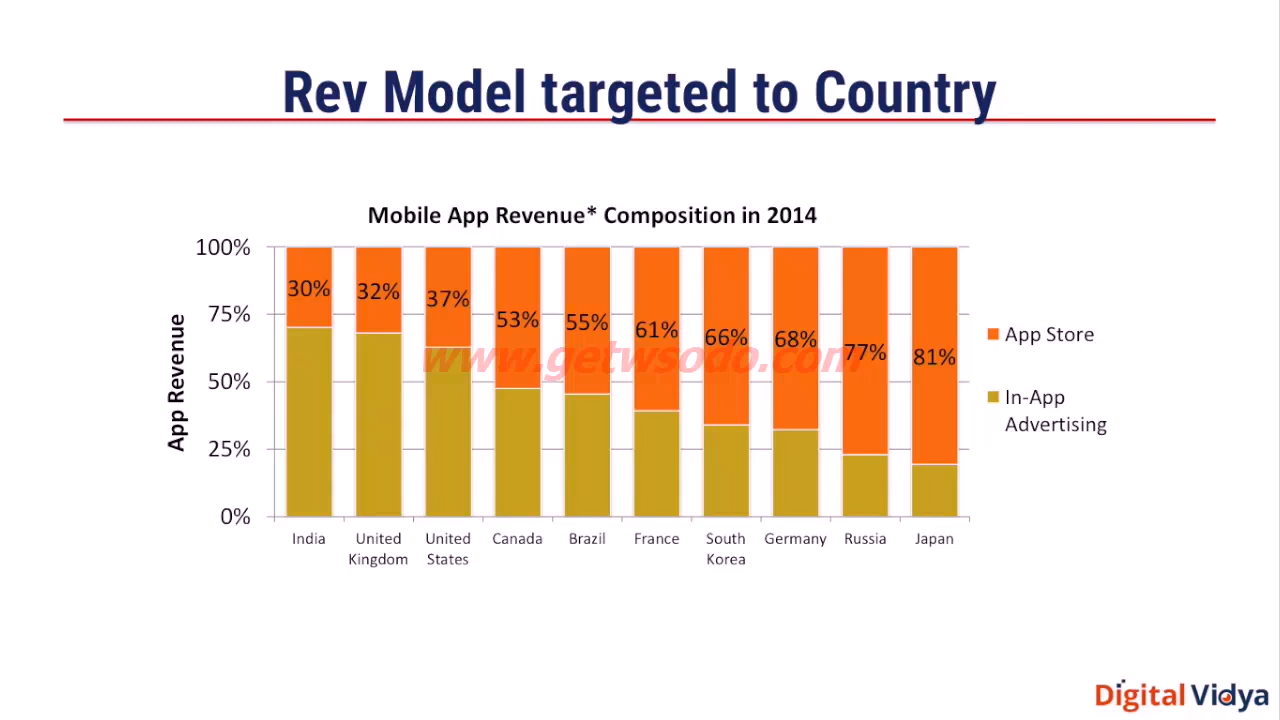 Rev Model targeted to Country
Mobile App Revenue* Composition in 2014
App Revenue
100%
75%
50%
25%
0%
30%
32%
37%
53%
55%
61%
66%
68%
77%
81%
www.getwsodo.com
App Store
In-App
Advertising
India
United
Kingdom
United
States
Canada
Brazil
France
South
Korea
Germany
Russia
Japan
Digital Vidya